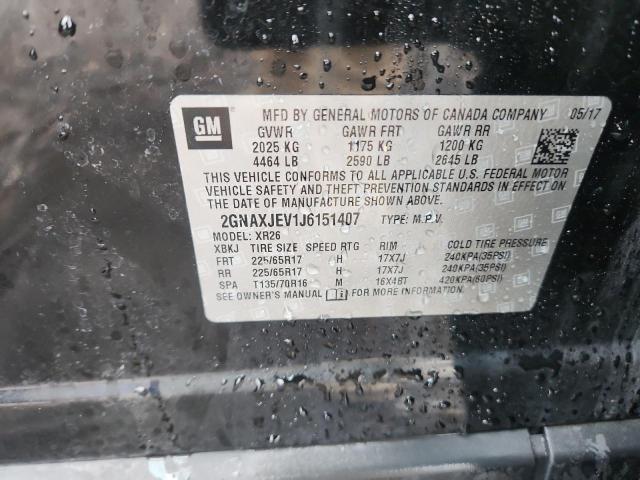 GM
MFD BY GENERAL MOTORS OF CANADA COMPANY 05/17
GVWR GAWR FRT GAWR RR
2025 KG 1175 KG 1200 KG
4464 LB 2590 LB 2645 LB
THIS VEHICLE CONFORMS TO ALL APPLICABLE U.S. FEDERAL MOTOR
VEHICLE SAFETY AND THEFT PREVENTION STANDARDS IN EFFECT ON
THE DATE OF MANUFACTURE SHOWN ABOVE.
2GNAXJEV1J6151407 TYPE: M.P.V.
MODEL: XR26
XBKJ TIRE SIZE SPEED RTG RIM COLD TIRE PRESSURE
FRT 225/65R17 H 17X7J 240KPA(35PSI)
RR 225/65R17 H 17X7J 240KPA(35PSI)
SPA T135/70R16 M 16X4BT 420KPA(60PSI)
SEE OWNER'S MANUAL FOR MORE INFORMATION.